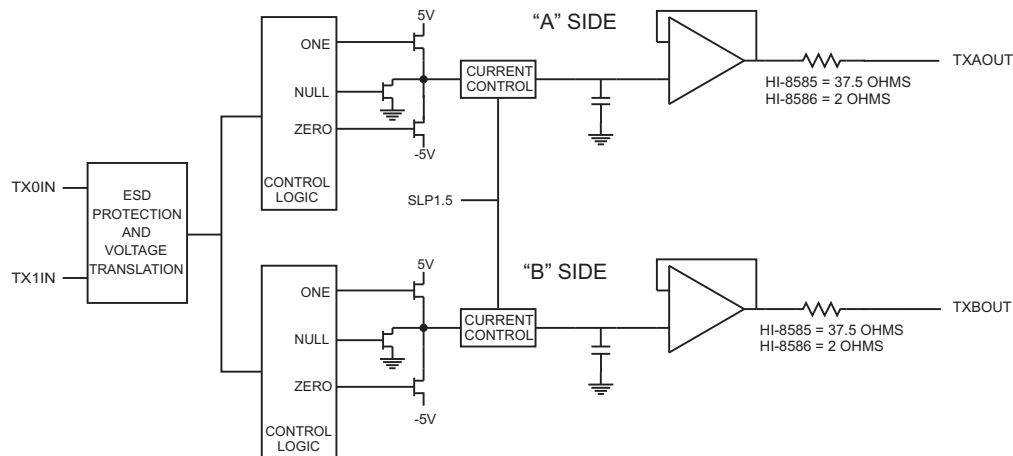 5V
"A" SIDE
ONE
CURRENT
CONTROL
TXAOUT
NULL
HI-8585 = 37.5 OHMS
HI-8586 = 2 OHMS
ZERO
-5V
CONTROL
LOGIC
TX0IN
ESD
PROTECTION
AND
VOLTAGE
TRANSLATION
SLP1.5
TX1IN
5V
"B" SIDE
ONE
CURRENT
CONTROL
TXBOUT
NULL
HI-8585 = 37.5 OHMS
HI-8586 = 2 OHMS
ZERO
-5V
CONTROL
LOGIC